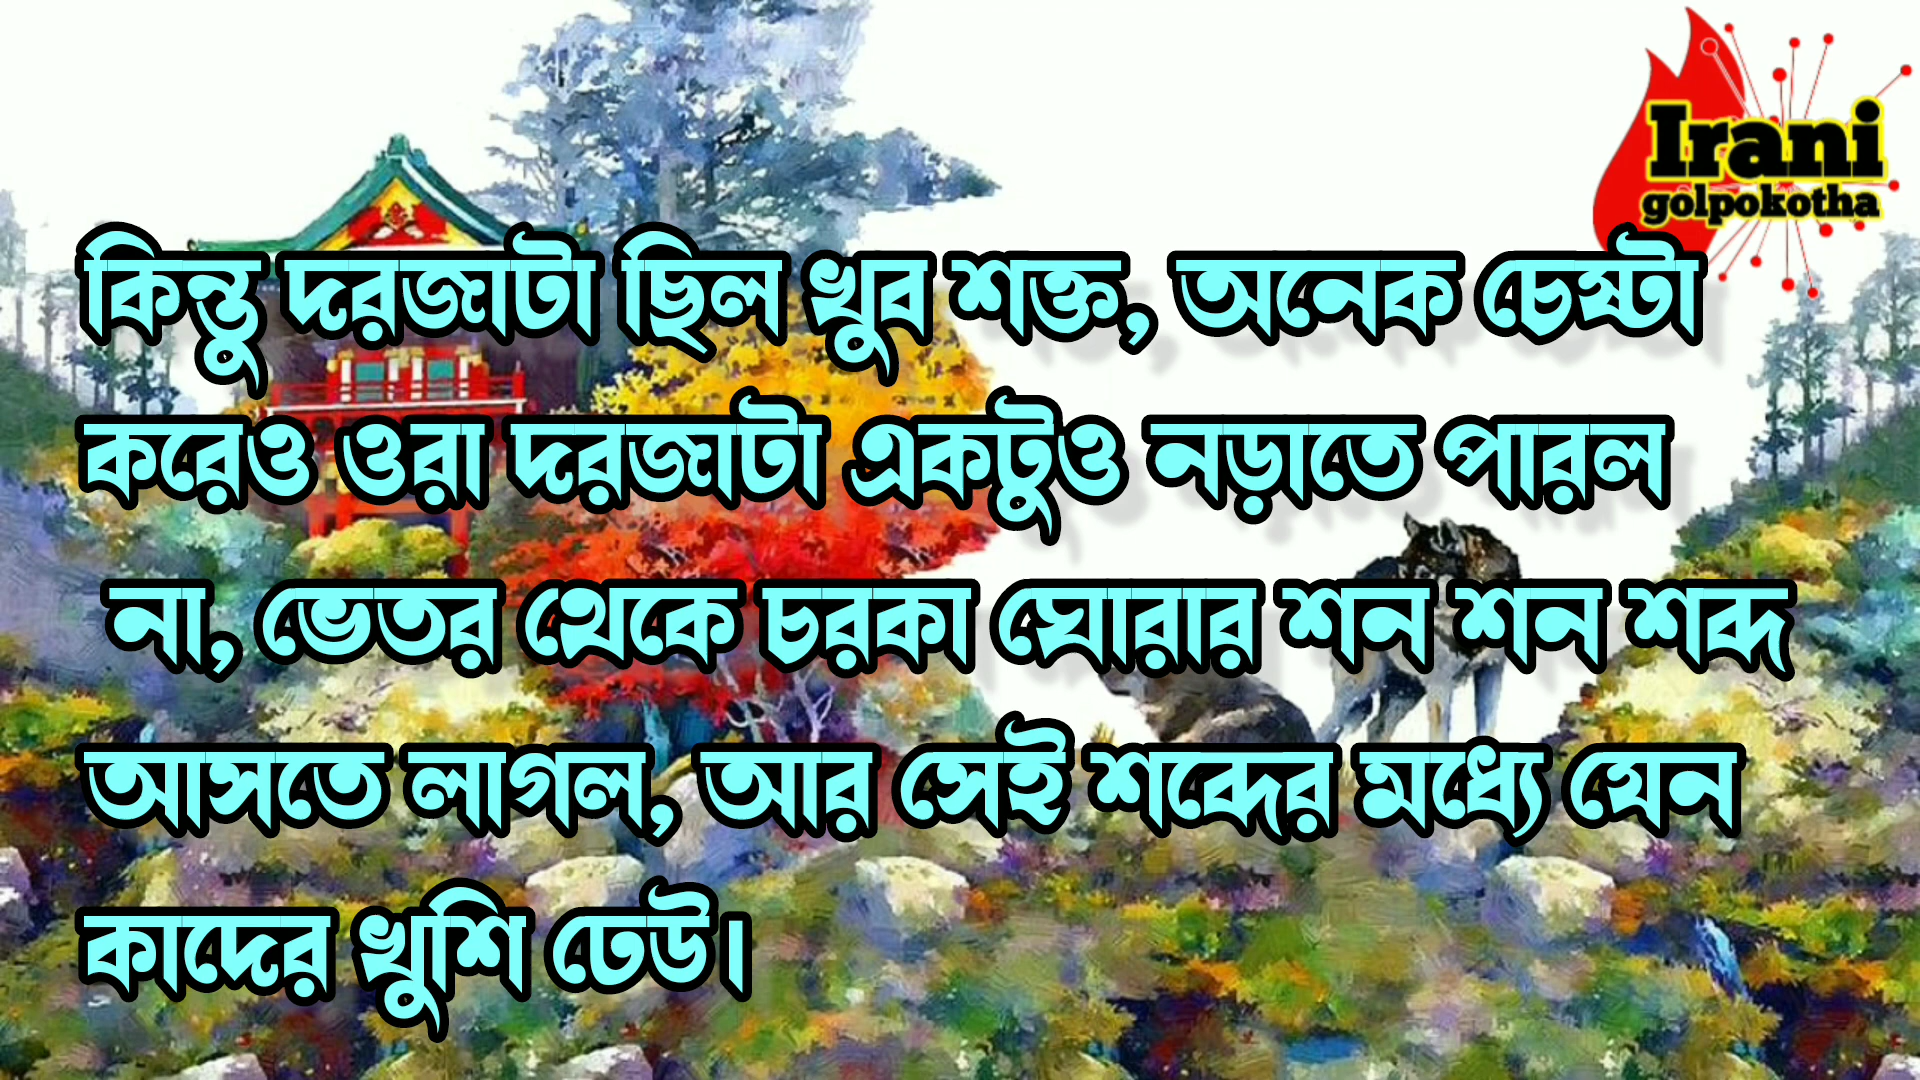 Irani
golpokotha
কিন্তু দরজাটা ছিল খুব শক্ত, অনেক চেষ্টা
করেও ওরা দরজাটা একটুও নড়াতে পারল
না, ভেতর থেকে চরকা ঘোরার শন শন শব্দ
আসতে লাগল, আর সেই শব্দের মধ্যে যেন
কাদের খুশি ঢেউ।